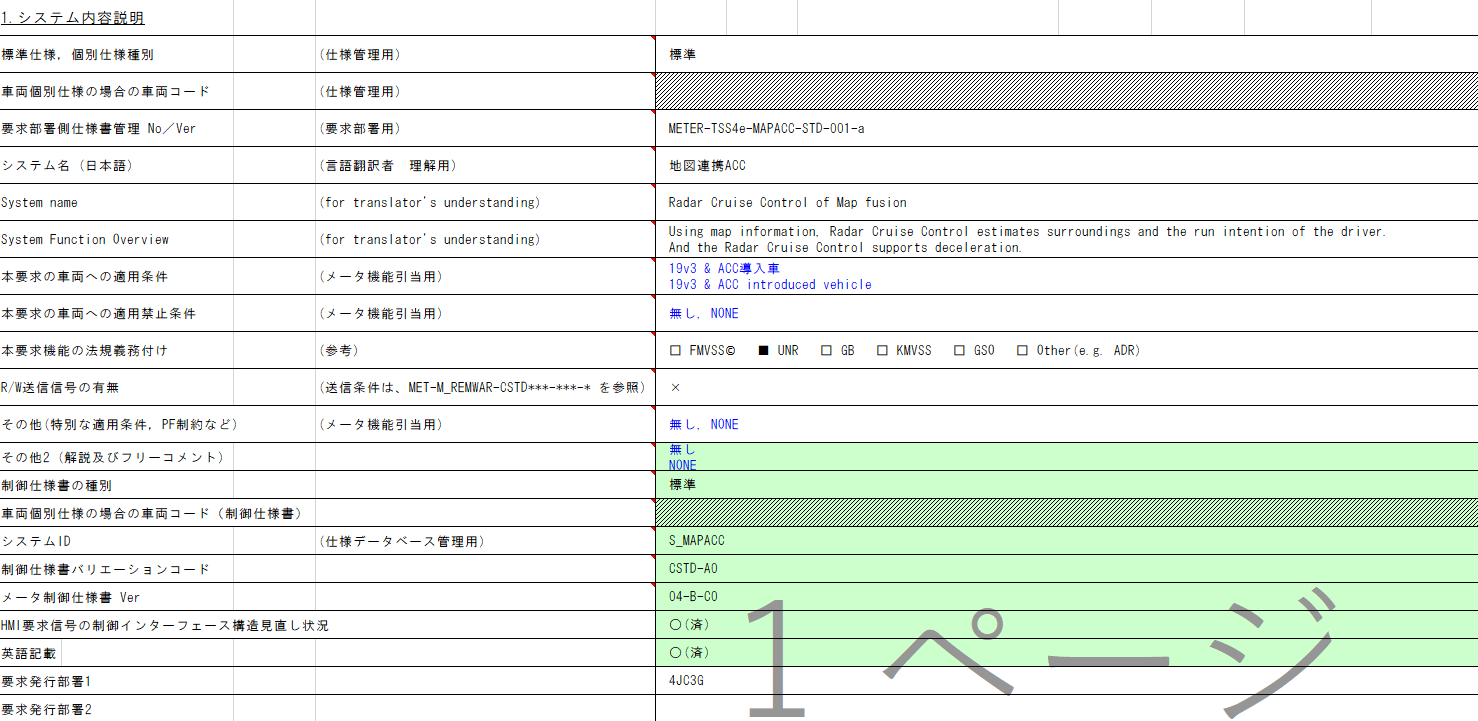 1.システム内容説明
標準仕様, 個別仕様種別 (仕様管理用) 標準
車両個別仕様の場合の車両コード (仕様管理用)
要求部署側仕様書管理 No／Ver (要求部署用) METER-TSS4e-MAPACC-STD-001-a
システム名（日本語） (言語翻訳者　理解用) 地図連携ACC
System name (for translator's understanding) Radar Cruise Control of Map fusion
System Function Overview (for translator's understanding) Using map information, Radar Cruise Control estimates surroundings and the run intention of the driver.
And the Radar Cruise Control supports deceleration.
本要求の車両への適用条件 (メータ機能引当用) 19v3 & ACC導入車
19v3 & ACC introduced vehicle
本要求の車両への適用禁止条件 (メータ機能引当用) 無し, NONE
本要求機能の法規義務付け (参考) □ FMVSS© ■ UNR □ GB □ KMVSS □ GSO □ Other(e.g. ADR)
R/W送信信号の有無 (送信条件は、MET-M_REMWAR-CSTD***-***-* を参照) ×
その他(特別な適用条件, PF制約など) (メータ機能引当用) 無し, NONE
その他2（解説及びフリーコメント） 無し
NONE
制御仕様書の種別 標準
車両個別仕様の場合の車両コード（制御仕様書）
システムID (仕様データベース管理用) S_MAPACC
制御仕様書バリエーションコード CSTD-A0
メータ制御仕様書 Ver 04-B-C0
HMI要求信号の制御インターフェース構造見直し状況 ○(済)
英語記載 ○(済)
要求発行部署1 4JC3G
要求発行部署2
1 ページ